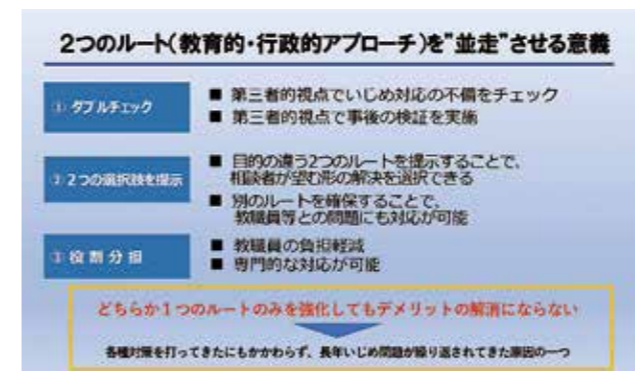 2つのルート(教育的・行政的アプローチ)を"並走"させる意義
① ダブルチェック
■ 第三者的視点でいじめ対応の不備をチェック
■ 第三者的視点で事後の検証を実施
② 2つの選択肢を提示
■ 目的の違う2つのルートを提示することで、
相談者が望む形の解決を選択できる
■ 別のルートを確保することで、
教職員等との問題にも対応が可能
③ 役割分担
■ 教職員の負担軽減
■ 専門的な対応が可能
どちらか1つのルートのみを強化してもデメリットの解消にならない
各種対策を打ってきたにもかかわらず、長年いじめ問題が繰り返されてきた原因の一つ